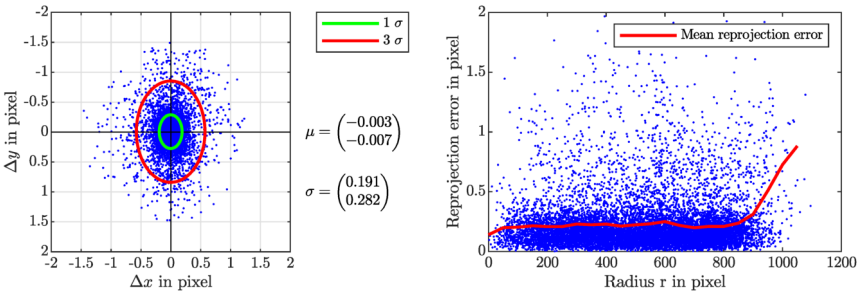 -2
-1.5
-1
-0.5
0
0.5
1
1.5
2
Δy in pixel
2 -1.5 -1 -0.5 0 0.5 1 1.5 2
Δx in pixel
1 σ
3 σ
μ = (−0.003
−0.007)
σ = (0.191
0.282)
2
1.5
1
0.5
0
Reprojection error in pixel
Mean reprojection error
0 200 400 600 800 1000 1200
Radius r in pixel